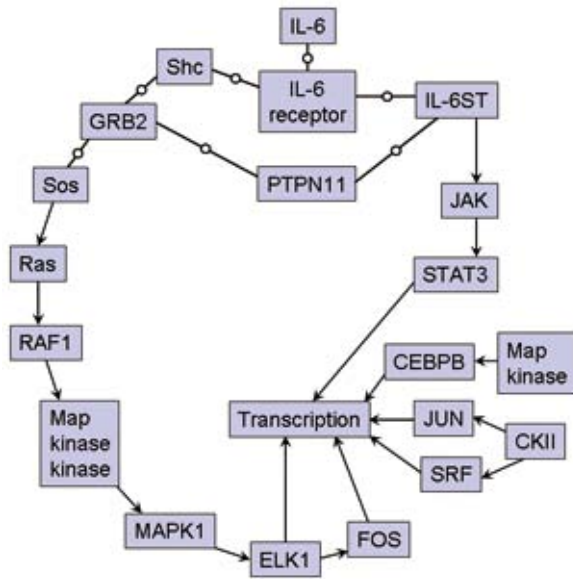 IL-6
Shc
IL-6
receptor
IL-6ST
GRB2
PTPN11
Sos
JAK
Ras
STAT3
RAF1
CEBPB
Map
kinase
Map
kinase
kinase
Transcription
JUN
CKII
SRF
MAPK1
ELK1
FOS